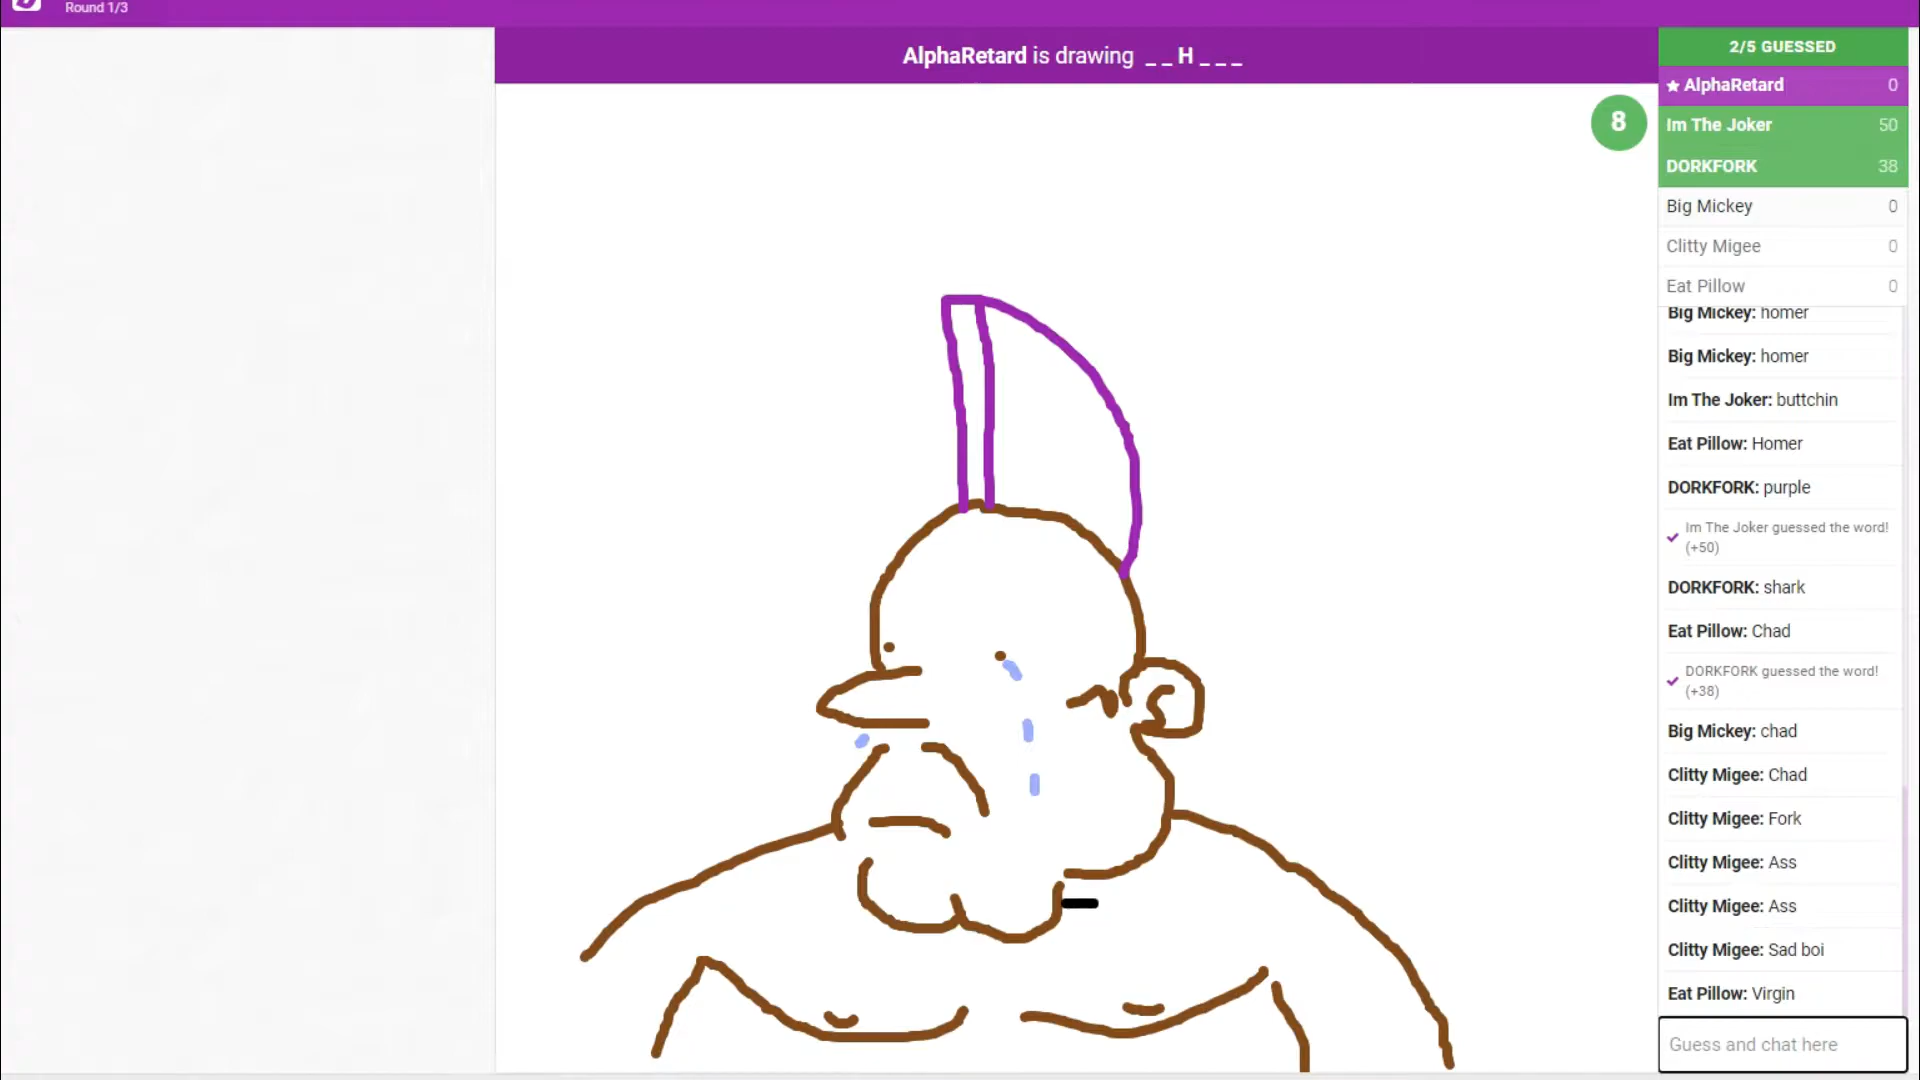 Round 1/3
AlphaRetard is drawing _ _ H _ _ _
8
2/5 GUESSED
AlphaRetard 0
Im The Joker 50
DORKFORK 38
Big Mickey 0
Clitty Migee 0
Eat Pillow 0
Big Mickey: homer
Big Mickey: homer
Im The Joker: buttchin
Eat Pillow: Homer
DORKFORK: purple
Im The Joker guessed the word!
(+50)
DORKFORK: shark
Eat Pillow: Chad
DORKFORK guessed the word!
(+38)
Big Mickey: chad
Clitty Migee: Chad
Clitty Migee: Fork
Clitty Migee: Ass
Clitty Migee: Ass
Clitty Migee: Sad boi
Eat Pillow: Virgin
Guess and chat here